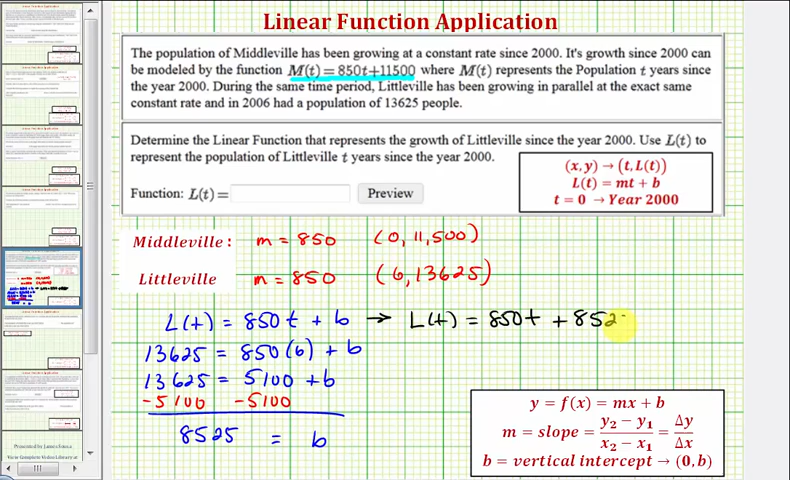 Linear Function Application
The population of Middleville has been growing at a constant rate since 2000. It's growth since 2000 can
be modeled by the function M(t) = 850t+11500 where M(t) represents the Population t years since
the year 2000. During the same time period, Littleville has been growing in parallel at the exact same
constant rate and in 2006 had a population of 13625 people.
Determine the Linear Function that represents the growth of Littleville since the year 2000. Use L(t) to
represent the population of Littleville t years since the year 2000.
Function: L(t) =
Preview
(x, y) → (t, L(t))
L(t) = mt + b
t = 0 → Year 2000
Middleville: m = 850 (0, 11,500)
Littleville m = 850 (6, 13625)
L(t) = 850t + b → L(t) = 850t + 852
13625 = 850(6) + b
13625 = 5100 + b
-5100 -5100
8525 = b
y = f(x) = mx + b
m = slope = y₂ − y₁ / x₂ − x₁ = Δy / Δx
b = vertical intercept → (0, b)